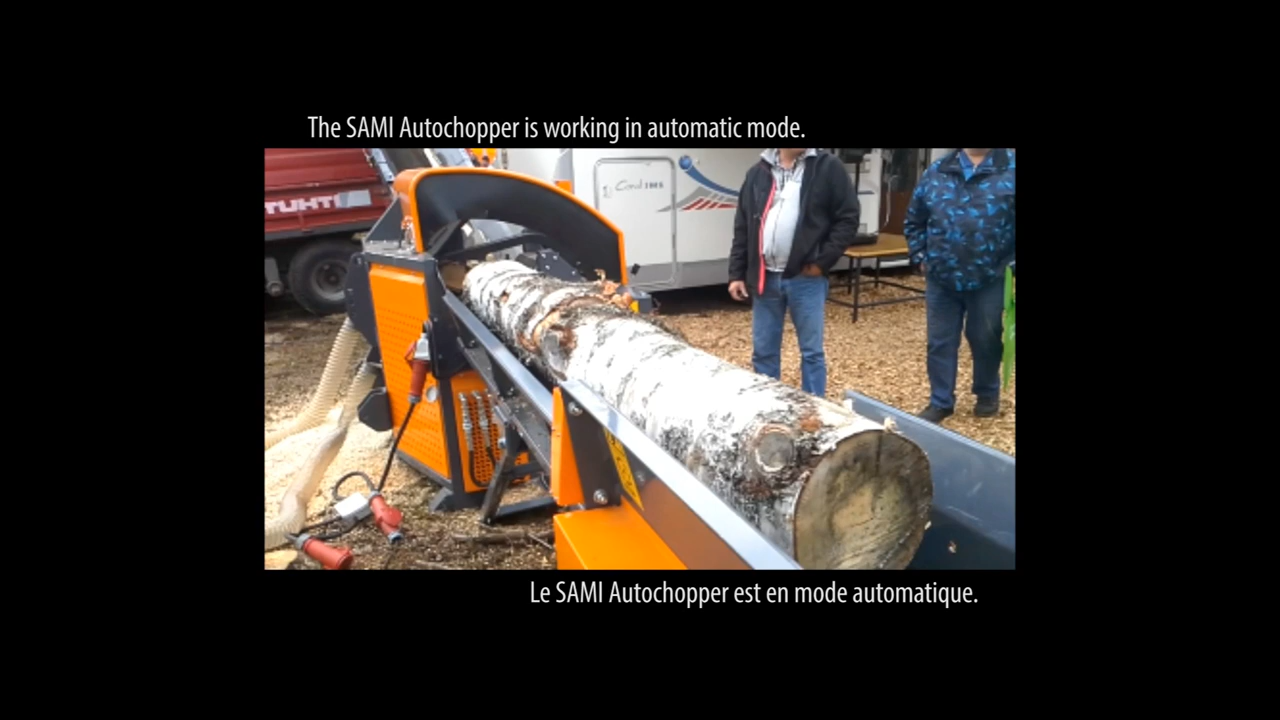 The SAMI Autochopper is working in automatic mode.
TUHTI
Le SAMI Autochopper est en mode automatique.